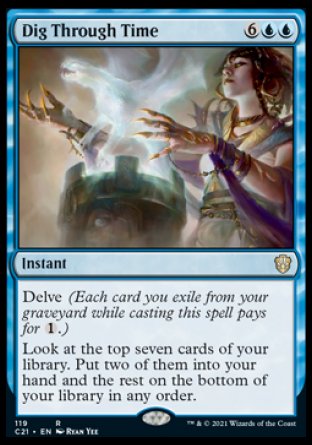 Dig Through Time 6
Instant
Delve (Each card you exile from your
graveyard while casting this spell pays
for 1.)
Look at the top seven cards of your
library. Put two of them into your
hand and the rest on the bottom of
your library in any order.
119 R
C21 • EN Ryan Yee
™ & © 2021 Wizards of the Coast